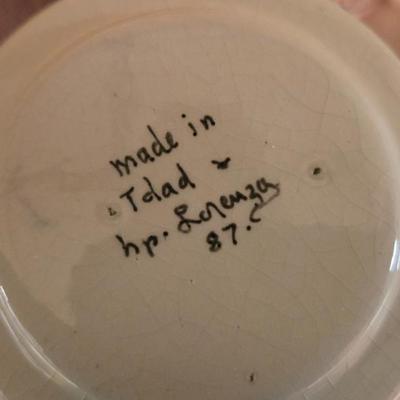 made in
Tdad
hp. Lorenza
87.